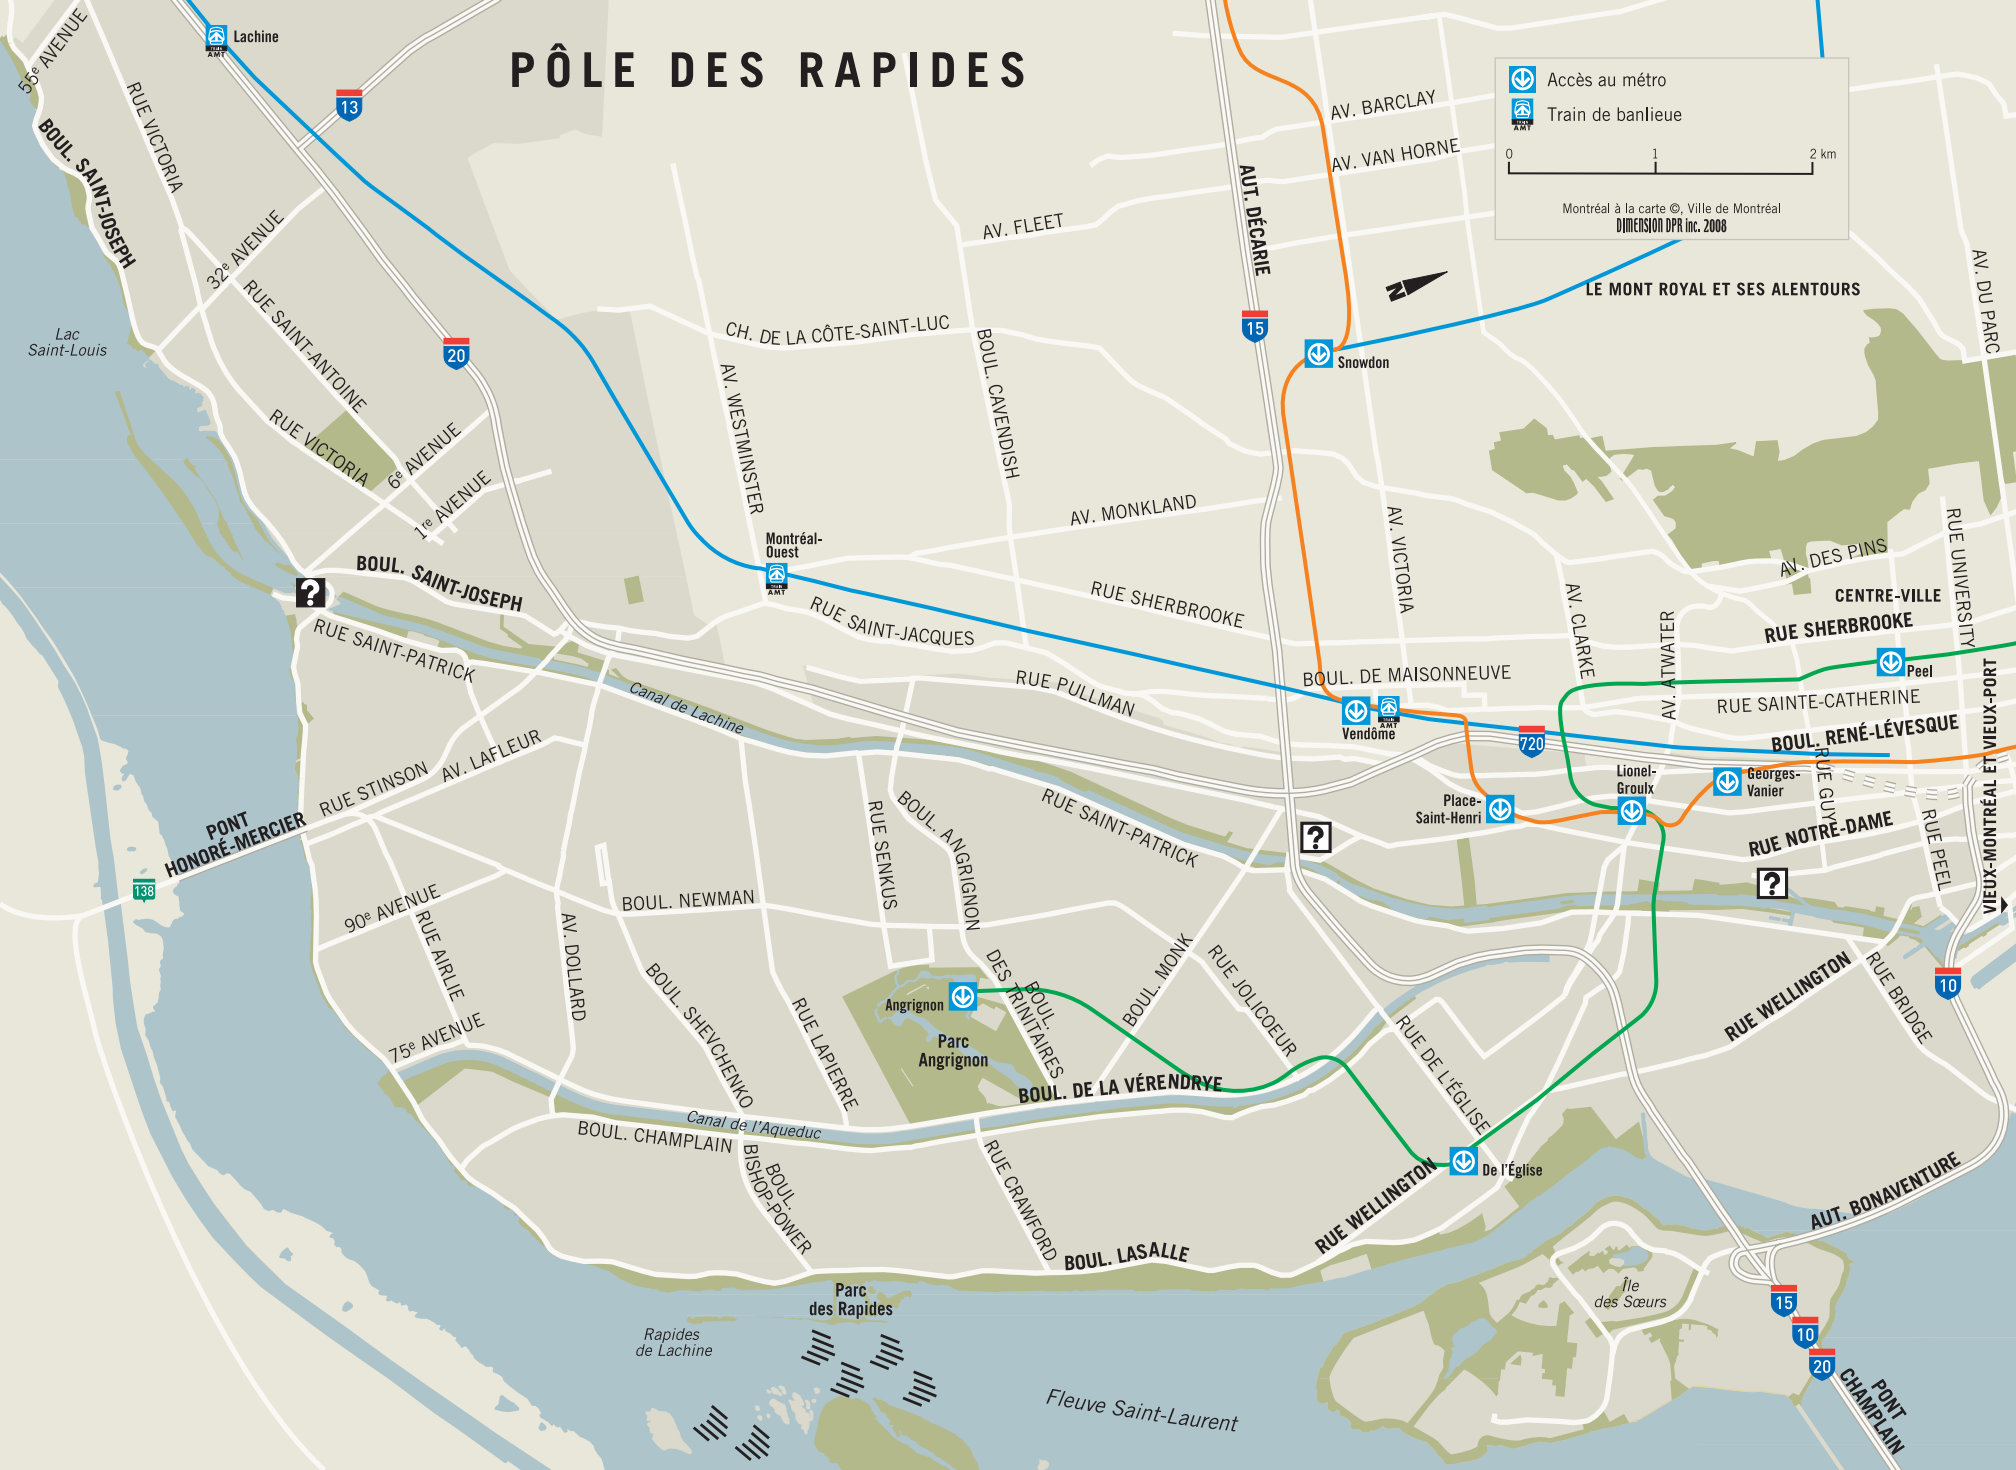 PÔLE DES RAPIDES
Lachine
TRAIN
AMT
55e AVENUE
RUE VICTORIA
BOUL. SAINT-JOSEPH
13
32e AVENUE
RUE SAINT-ANTOINE
Lac
Saint-Louis
20
RUE VICTORIA
6e AVENUE
1re AVENUE
Accès au métro
TRAIN
AMT
Train de banlieue
0 1 2 km
Montréal à la carte ©, Ville de Montréal
DIMENSION DPR inc. 2008
AV. BARCLAY
AV. VAN HORNE
AV. FLEET
AUT. DÉCARIE
15
N
LE MONT ROYAL ET SES ALENTOURS
AV. DU PARC
Snowdon
CH. DE LA CÔTE-SAINT-LUC
AV. WESTMINSTER
BOUL. CAVENDISH
AV. MONKLAND
AV. VICTORIA
Montréal-
Ouest
TRAIN
AMT
RUE SHERBROOKE
RUE SAINT-JACQUES
RUE PULLMAN
BOUL. DE MAISONNEUVE
AV. CLARKE
AV. ATWATER
AV. DES PINS
RUE UNIVERSITY
CENTRE-VILLE
RUE SHERBROOKE
Peel
RUE SAINTE-CATHERINE
BOUL. RENÉ-LÉVESQUE
VIEUX-MONTRÉAL ET VIEUX-PORT
TRAIN
AMT
Vendôme
720
Lionel-
Groulx
Georges-
Vanier
Place-
Saint-Henri
RUE GUY
RUE NOTRE-DAME
RUE PEEL
?
?
?
BOUL. SAINT-JOSEPH
RUE SAINT-PATRICK
Canal de Lachine
RUE SAINT-PATRICK
AV. LAFLEUR
RUE STINSON
PONT
HONORÉ-MERCIER
138
90e AVENUE
RUE AIRLIE
75e AVENUE
AV. DOLLARD
BOUL. NEWMAN
BOUL. SHEVCHENKO
RUE LAPIERRE
RUE SENKUS
BOUL. ANGRIGNON
Angrignon
Parc
Angrignon
BOUL.
DES TRINITAIRES
BOUL. MONK
RUE JOLICOEUR
RUE DE L'ÉGLISE
RUE WELLINGTON
RUE BRIDGE
10
BOUL. DE LA VÉRENDRYE
Canal de l'Aqueduc
BOUL. CHAMPLAIN
BOUL.
BISHOP-POWER
RUE CRAWFORD
BOUL. LASALLE
RUE WELLINGTON
De l'Église
AUT. BONAVENTURE
Île
des Sœurs
15
10
20
PONT
CHAMPLAIN
Parc
des Rapides
Rapides
de Lachine
Fleuve Saint-Laurent